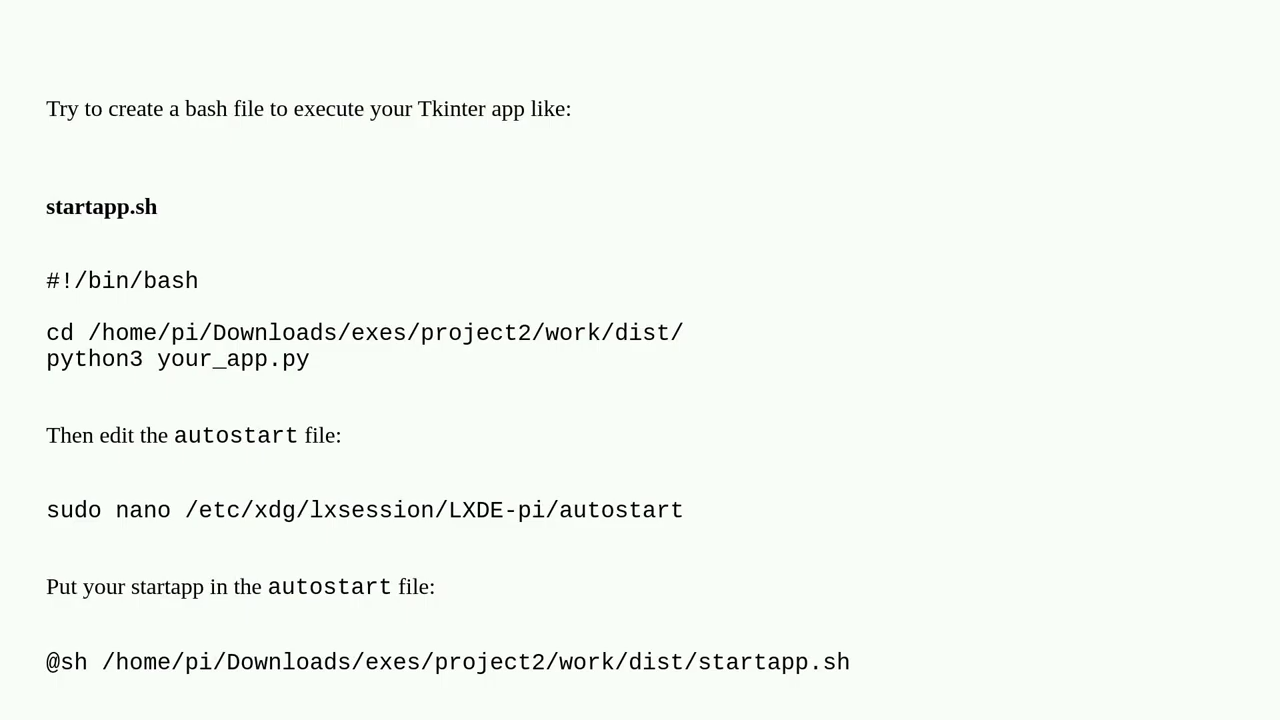 Try to create a bash file to execute your Tkinter app like:
startapp.sh
#!/bin/bash
cd /home/pi/Downloads/exes/project2/work/dist/
python3 your_app.py
Then edit the autostart file:
sudo nano /etc/xdg/lxsession/LXDE-pi/autostart
Put your startapp in the autostart file:
@sh /home/pi/Downloads/exes/project2/work/dist/startapp.sh